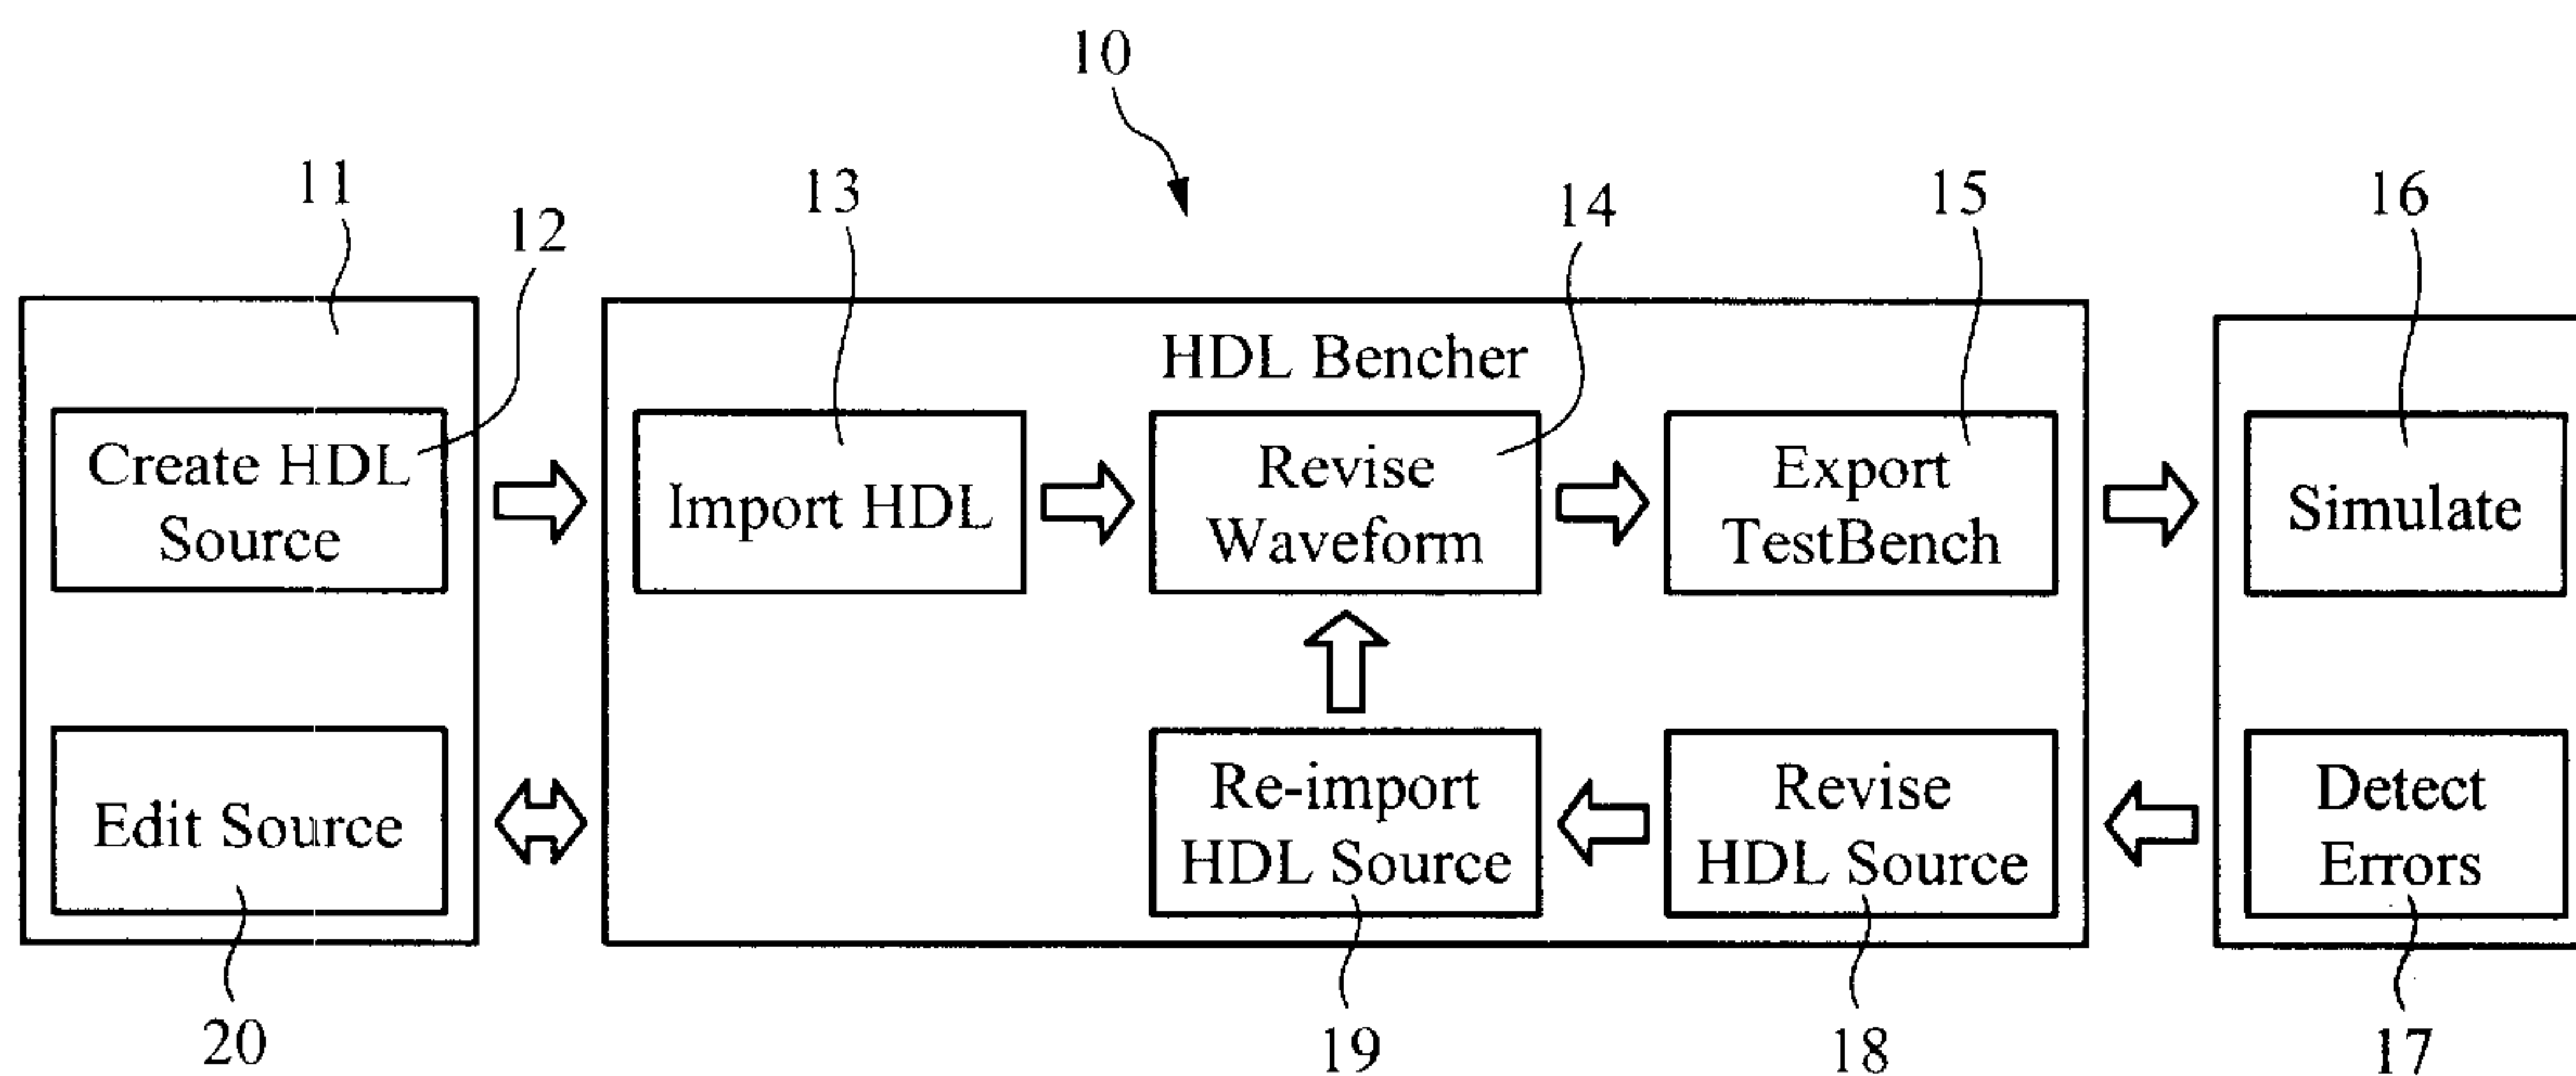 10
11
12
13
14
15
16
HDL Bencher
Create HDL
Source
Import HDL
Revise
Waveform
Export
TestBench
Simulate
Edit Source
Re-import
HDL Source
Revise
HDL Source
Detect
Errors
20
19
18
17